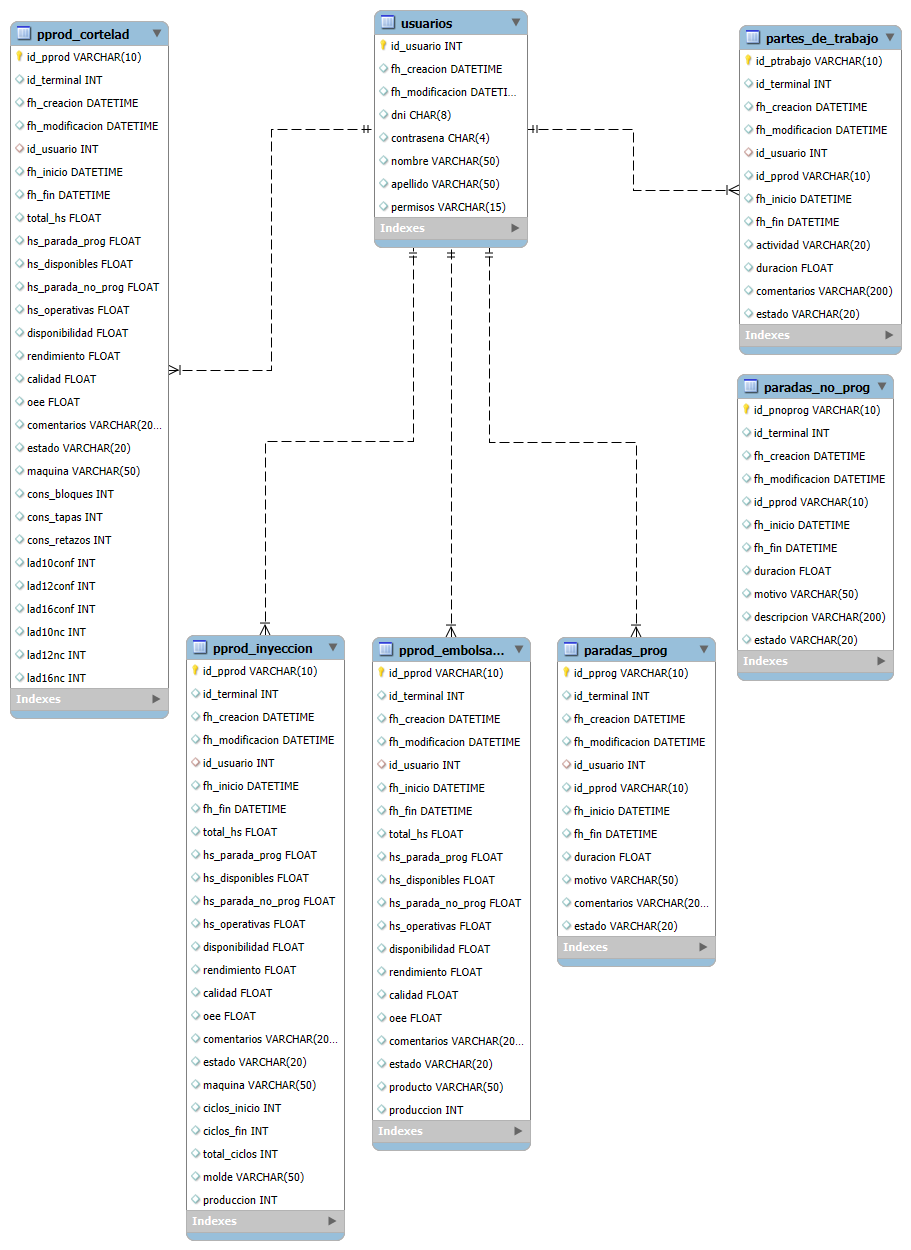 pprod_cortelad
id_pprod VARCHAR(10)
id_terminal INT
fh_creacion DATETIME
fh_modificacion DATETIME
id_usuario INT
fh_inicio DATETIME
fh_fin DATETIME
total_hs FLOAT
hs_parada_prog FLOAT
hs_disponibles FLOAT
hs_parada_no_prog FLOAT
hs_operativas FLOAT
disponibilidad FLOAT
rendimiento FLOAT
calidad FLOAT
oee FLOAT
comentarios VARCHAR(20...
estado VARCHAR(20)
maquina VARCHAR(50)
cons_bloques INT
cons_tapas INT
cons_retazos INT
lad10conf INT
lad12conf INT
lad16conf INT
lad10nc INT
lad12nc INT
lad16nc INT
Indexes
usuarios
id_usuario INT
fh_creacion DATETIME
fh_modificacion DATETI...
dni CHAR(8)
contrasena CHAR(4)
nombre VARCHAR(50)
apellido VARCHAR(50)
permisos VARCHAR(15)
Indexes
partes_de_trabajo
id_ptrabajo VARCHAR(10)
id_terminal INT
fh_creacion DATETIME
fh_modificacion DATETIME
id_usuario INT
id_pprod VARCHAR(10)
fh_inicio DATETIME
fh_fin DATETIME
actividad VARCHAR(20)
duracion FLOAT
comentarios VARCHAR(200)
estado VARCHAR(20)
Indexes
paradas_no_prog
id_pnoprog VARCHAR(10)
id_terminal INT
fh_creacion DATETIME
fh_modificacion DATETIME
id_pprod VARCHAR(10)
fh_inicio DATETIME
fh_fin DATETIME
duracion FLOAT
motivo VARCHAR(50)
descripcion VARCHAR(200)
estado VARCHAR(20)
Indexes
pprod_inyeccion
id_pprod VARCHAR(10)
id_terminal INT
fh_creacion DATETIME
fh_modificacion DATETIME
id_usuario INT
fh_inicio DATETIME
fh_fin DATETIME
total_hs FLOAT
hs_parada_prog FLOAT
hs_disponibles FLOAT
hs_parada_no_prog FLOAT
hs_operativas FLOAT
disponibilidad FLOAT
rendimiento FLOAT
calidad FLOAT
oee FLOAT
comentarios VARCHAR(20...
estado VARCHAR(20)
maquina VARCHAR(50)
ciclos_inicio INT
ciclos_fin INT
total_ciclos INT
molde VARCHAR(50)
produccion INT
Indexes
pprod_embolsa...
id_pprod VARCHAR(10)
id_terminal INT
fh_creacion DATETIME
fh_modificacion DATETIME
id_usuario INT
fh_inicio DATETIME
fh_fin DATETIME
total_hs FLOAT
hs_parada_prog FLOAT
hs_disponibles FLOAT
hs_parada_no_prog FLOAT
hs_operativas FLOAT
disponibilidad FLOAT
rendimiento FLOAT
calidad FLOAT
oee FLOAT
comentarios VARCHAR(20...
estado VARCHAR(20)
producto VARCHAR(50)
produccion INT
Indexes
paradas_prog
id_pprog VARCHAR(10)
id_terminal INT
fh_creacion DATETIME
fh_modificacion DATETIME
id_usuario INT
id_pprod VARCHAR(10)
fh_inicio DATETIME
fh_fin DATETIME
duracion FLOAT
motivo VARCHAR(50)
comentarios VARCHAR(20...
estado VARCHAR(20)
Indexes